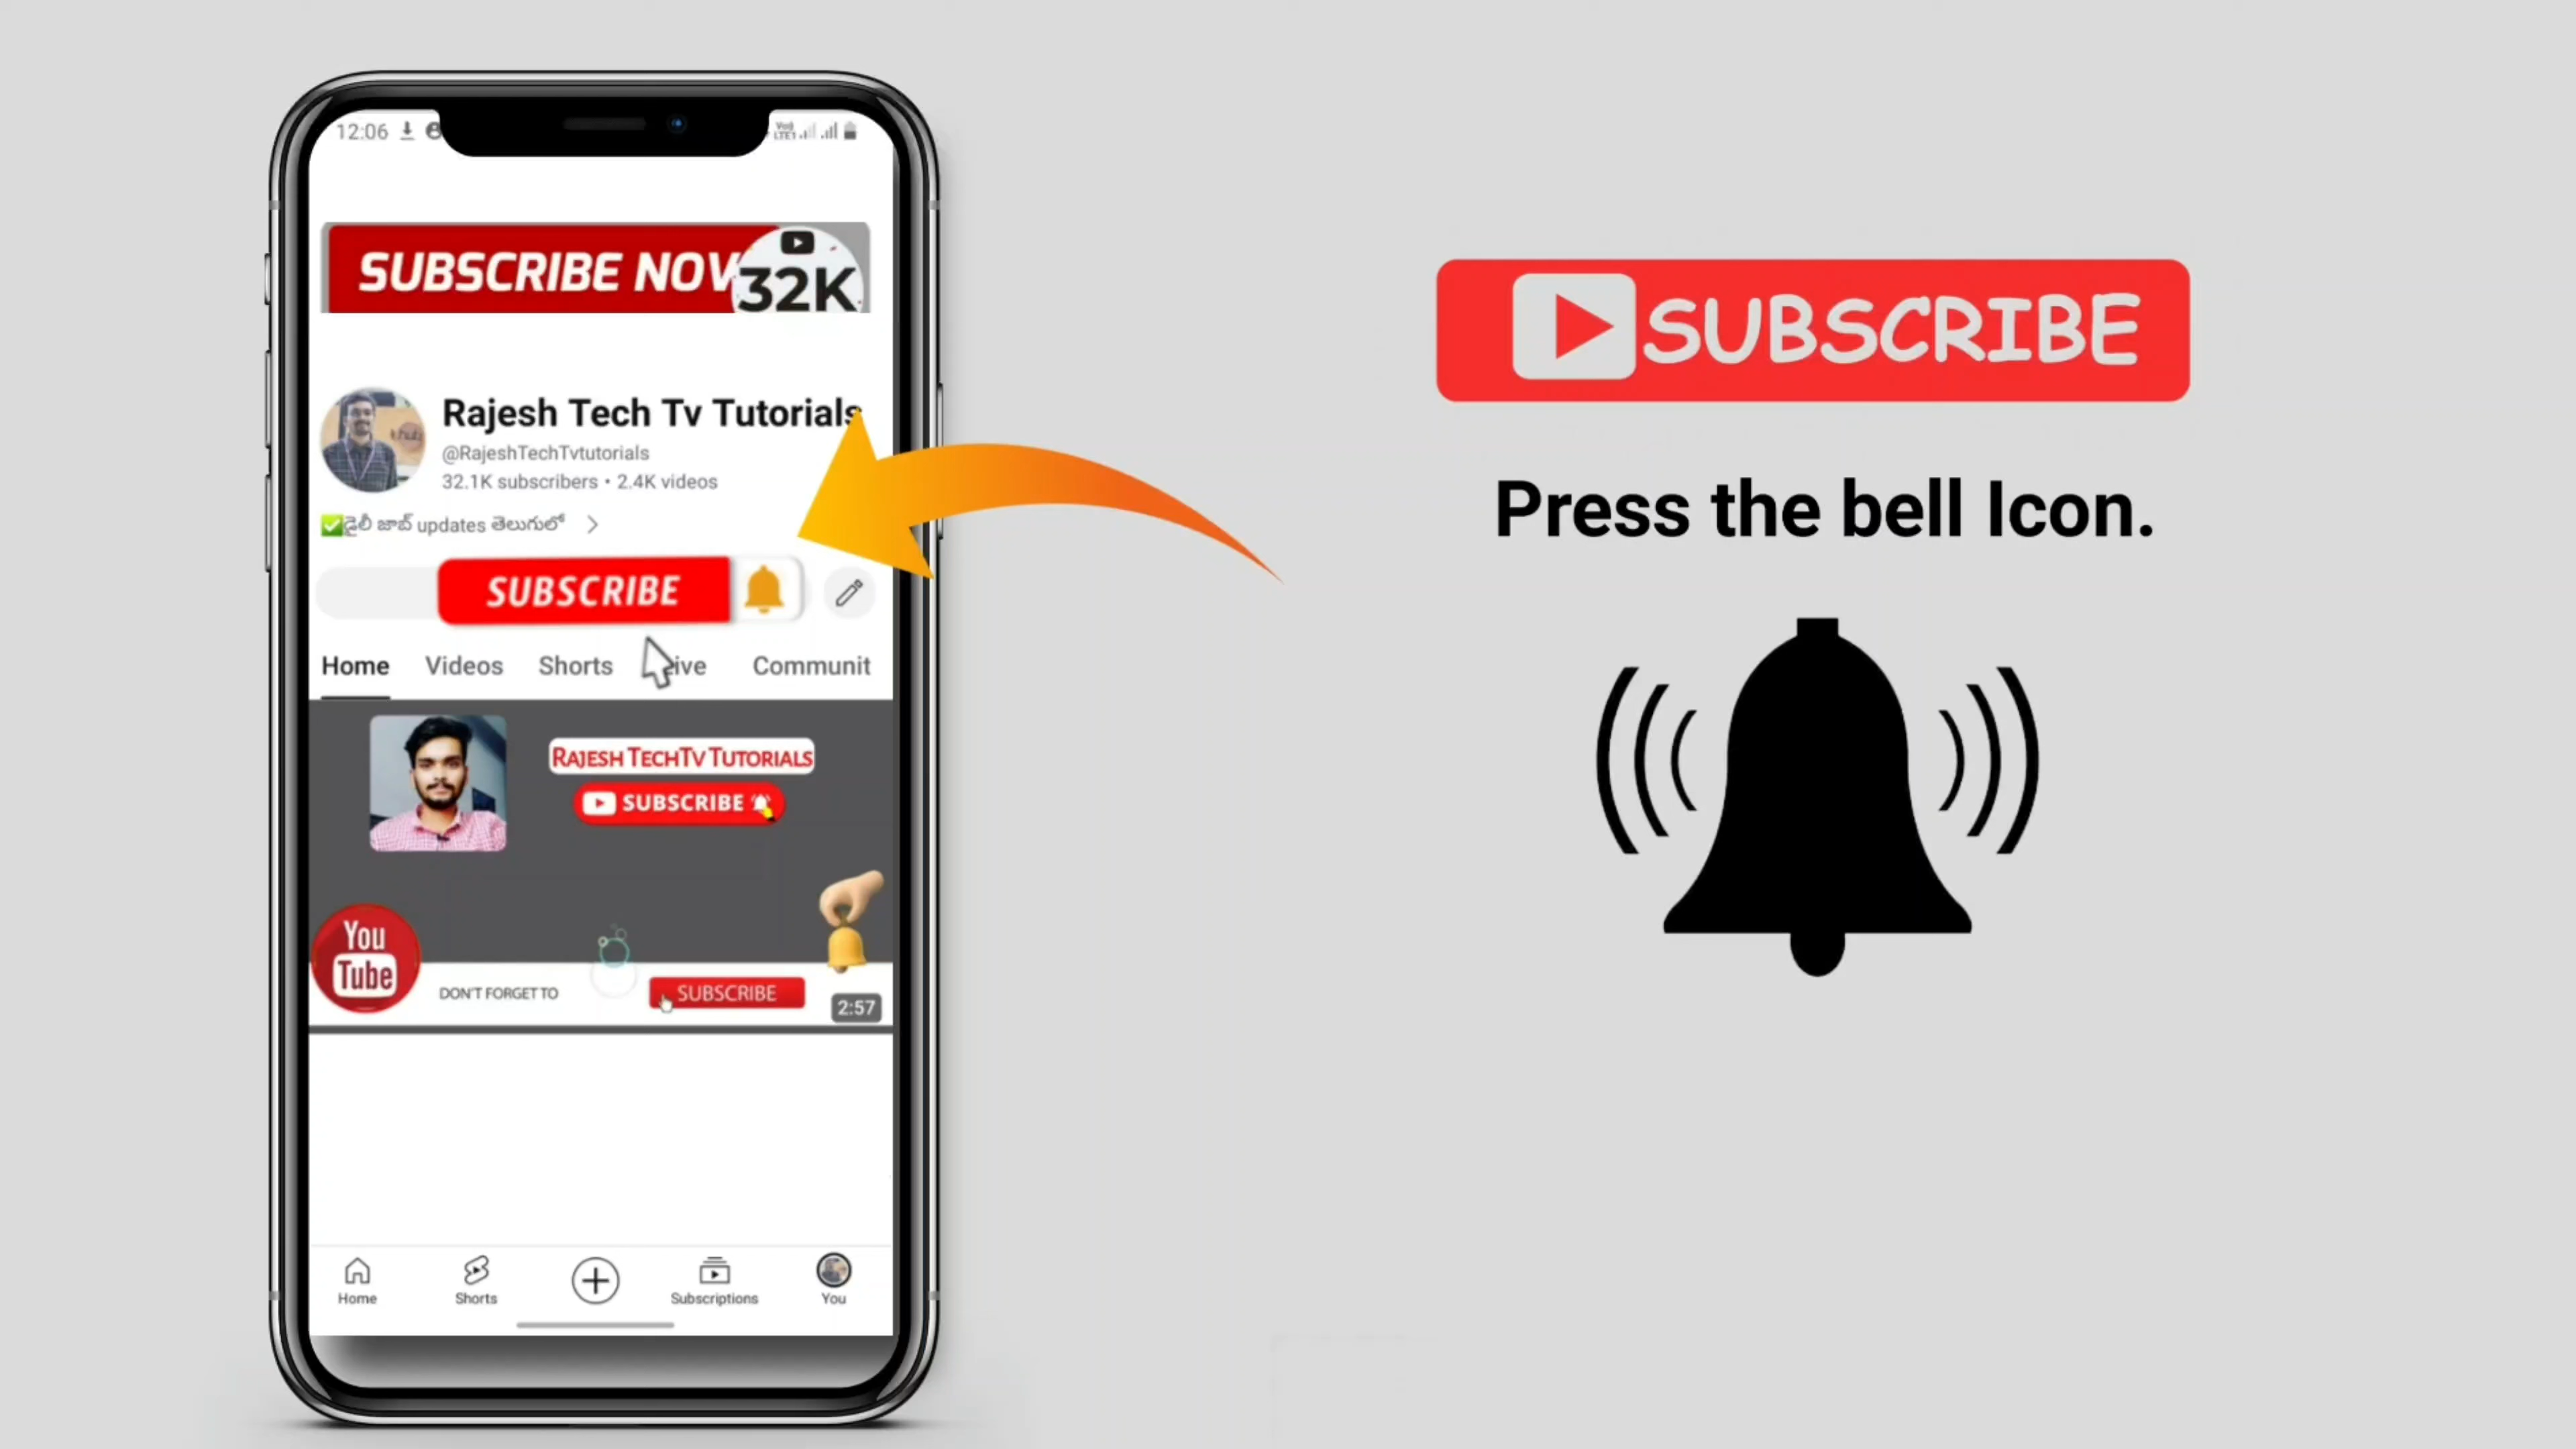 12:06
SUBSCRIBE NOW
32K
Rajesh Tech Tv Tutorials
@RajeshTechTvtutorials
32.1K subscribers • 2.4K videos
✅డైలీ జాబ్ updates తెలుగులో
SUBSCRIBE
Home Videos Shorts Live Communit
RAJESH TECHTV TUTORIALS
SUBSCRIBE
You
Tube
DON'T FORGET TO
SUBSCRIBE
2:57
Home Shorts Subscriptions You
SUBSCRIBE
Press the bell Icon.